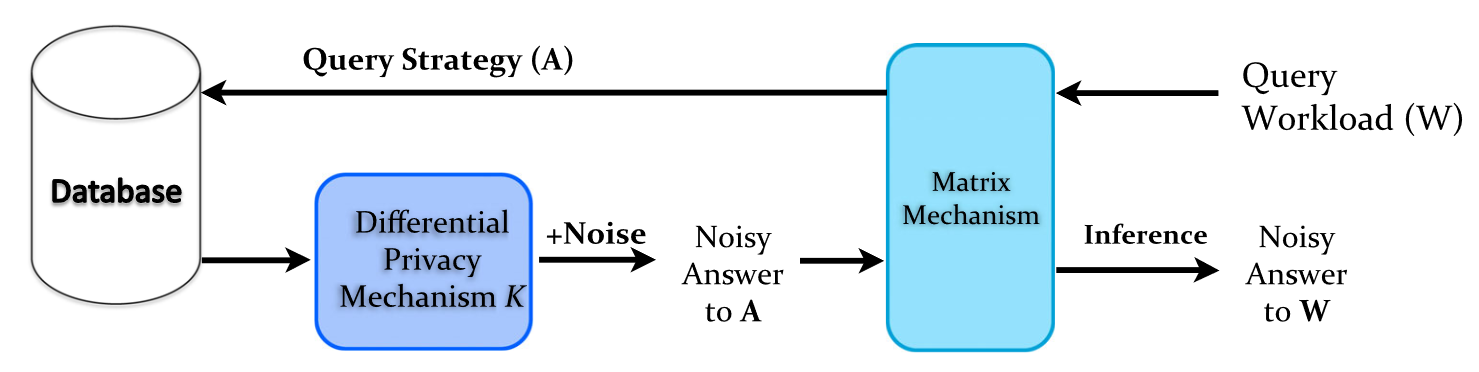 Query Strategy (A)
Query
Workload (W)
Database
Differential
Privacy
Mechanism K
+Noise
Noisy
Answer
to A
Matrix
Mechanism
Inference
Noisy
Answer
to W